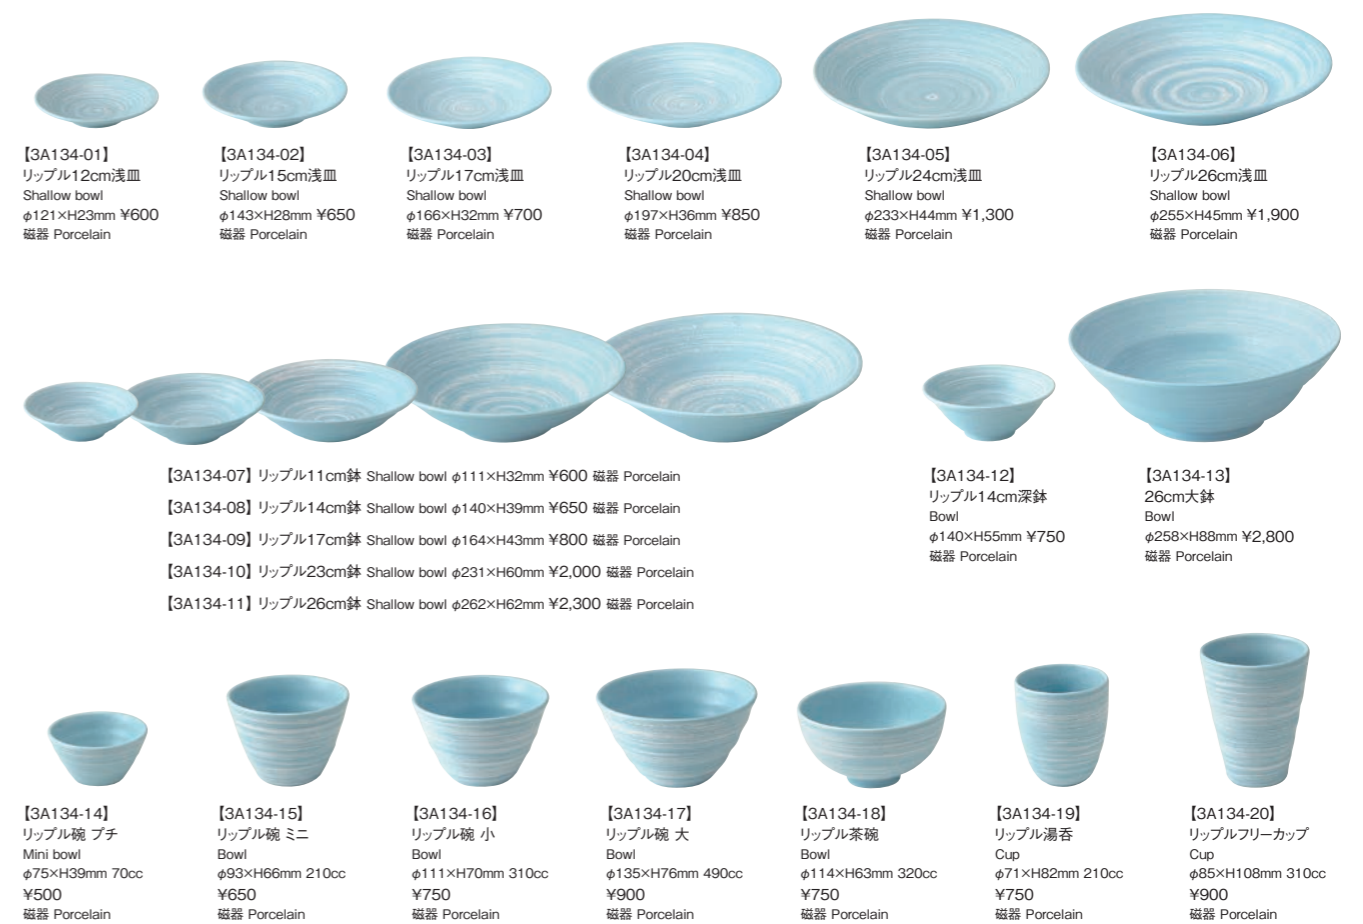 【3A134-01】
リップル12cm浅皿
Shallow bowl
φ121×H23mm ¥600
磁器 Porcelain
【3A134-02】
リップル15cm浅皿
Shallow bowl
φ143×H28mm ¥650
磁器 Porcelain
【3A134-03】
リップル17cm浅皿
Shallow bowl
φ166×H32mm ¥700
磁器 Porcelain
【3A134-04】
リップル20cm浅皿
Shallow bowl
φ197×H36mm ¥850
磁器 Porcelain
【3A134-05】
リップル24cm浅皿
Shallow bowl
φ233×H44mm ¥1,300
磁器 Porcelain
【3A134-06】
リップル26cm浅皿
Shallow bowl
φ255×H45mm ¥1,900
磁器 Porcelain
【3A134-07】 リップル11cm鉢 Shallow bowl φ111×H32mm ¥600 磁器 Porcelain
【3A134-08】 リップル14cm鉢 Shallow bowl φ140×H39mm ¥650 磁器 Porcelain
【3A134-09】 リップル17cm鉢 Shallow bowl φ164×H43mm ¥800 磁器 Porcelain
【3A134-10】 リップル23cm鉢 Shallow bowl φ231×H60mm ¥2,000 磁器 Porcelain
【3A134-11】 リップル26cm鉢 Shallow bowl φ262×H62mm ¥2,300 磁器 Porcelain
【3A134-12】
リップル14cm深鉢
Bowl
φ140×H55mm ¥750
磁器 Porcelain
【3A134-13】
26cm大鉢
Bowl
φ258×H88mm ¥2,800
磁器 Porcelain
【3A134-14】
リップル碗 プチ
Mini bowl
φ75×H39mm 70cc
¥500
磁器 Porcelain
【3A134-15】
リップル碗 ミニ
Bowl
φ93×H66mm 210cc
¥650
磁器 Porcelain
【3A134-16】
リップル碗 小
Bowl
φ111×H70mm 310cc
¥750
磁器 Porcelain
【3A134-17】
リップル碗 大
Bowl
φ135×H76mm 490cc
¥900
磁器 Porcelain
【3A134-18】
リップル茶碗
Bowl
φ114×H63mm 320cc
¥750
磁器 Porcelain
【3A134-19】
リップル湯呑
Cup
φ71×H82mm 210cc
¥750
磁器 Porcelain
【3A134-20】
リップルフリーカップ
Cup
φ85×H108mm 310cc
¥900
磁器 Porcelain